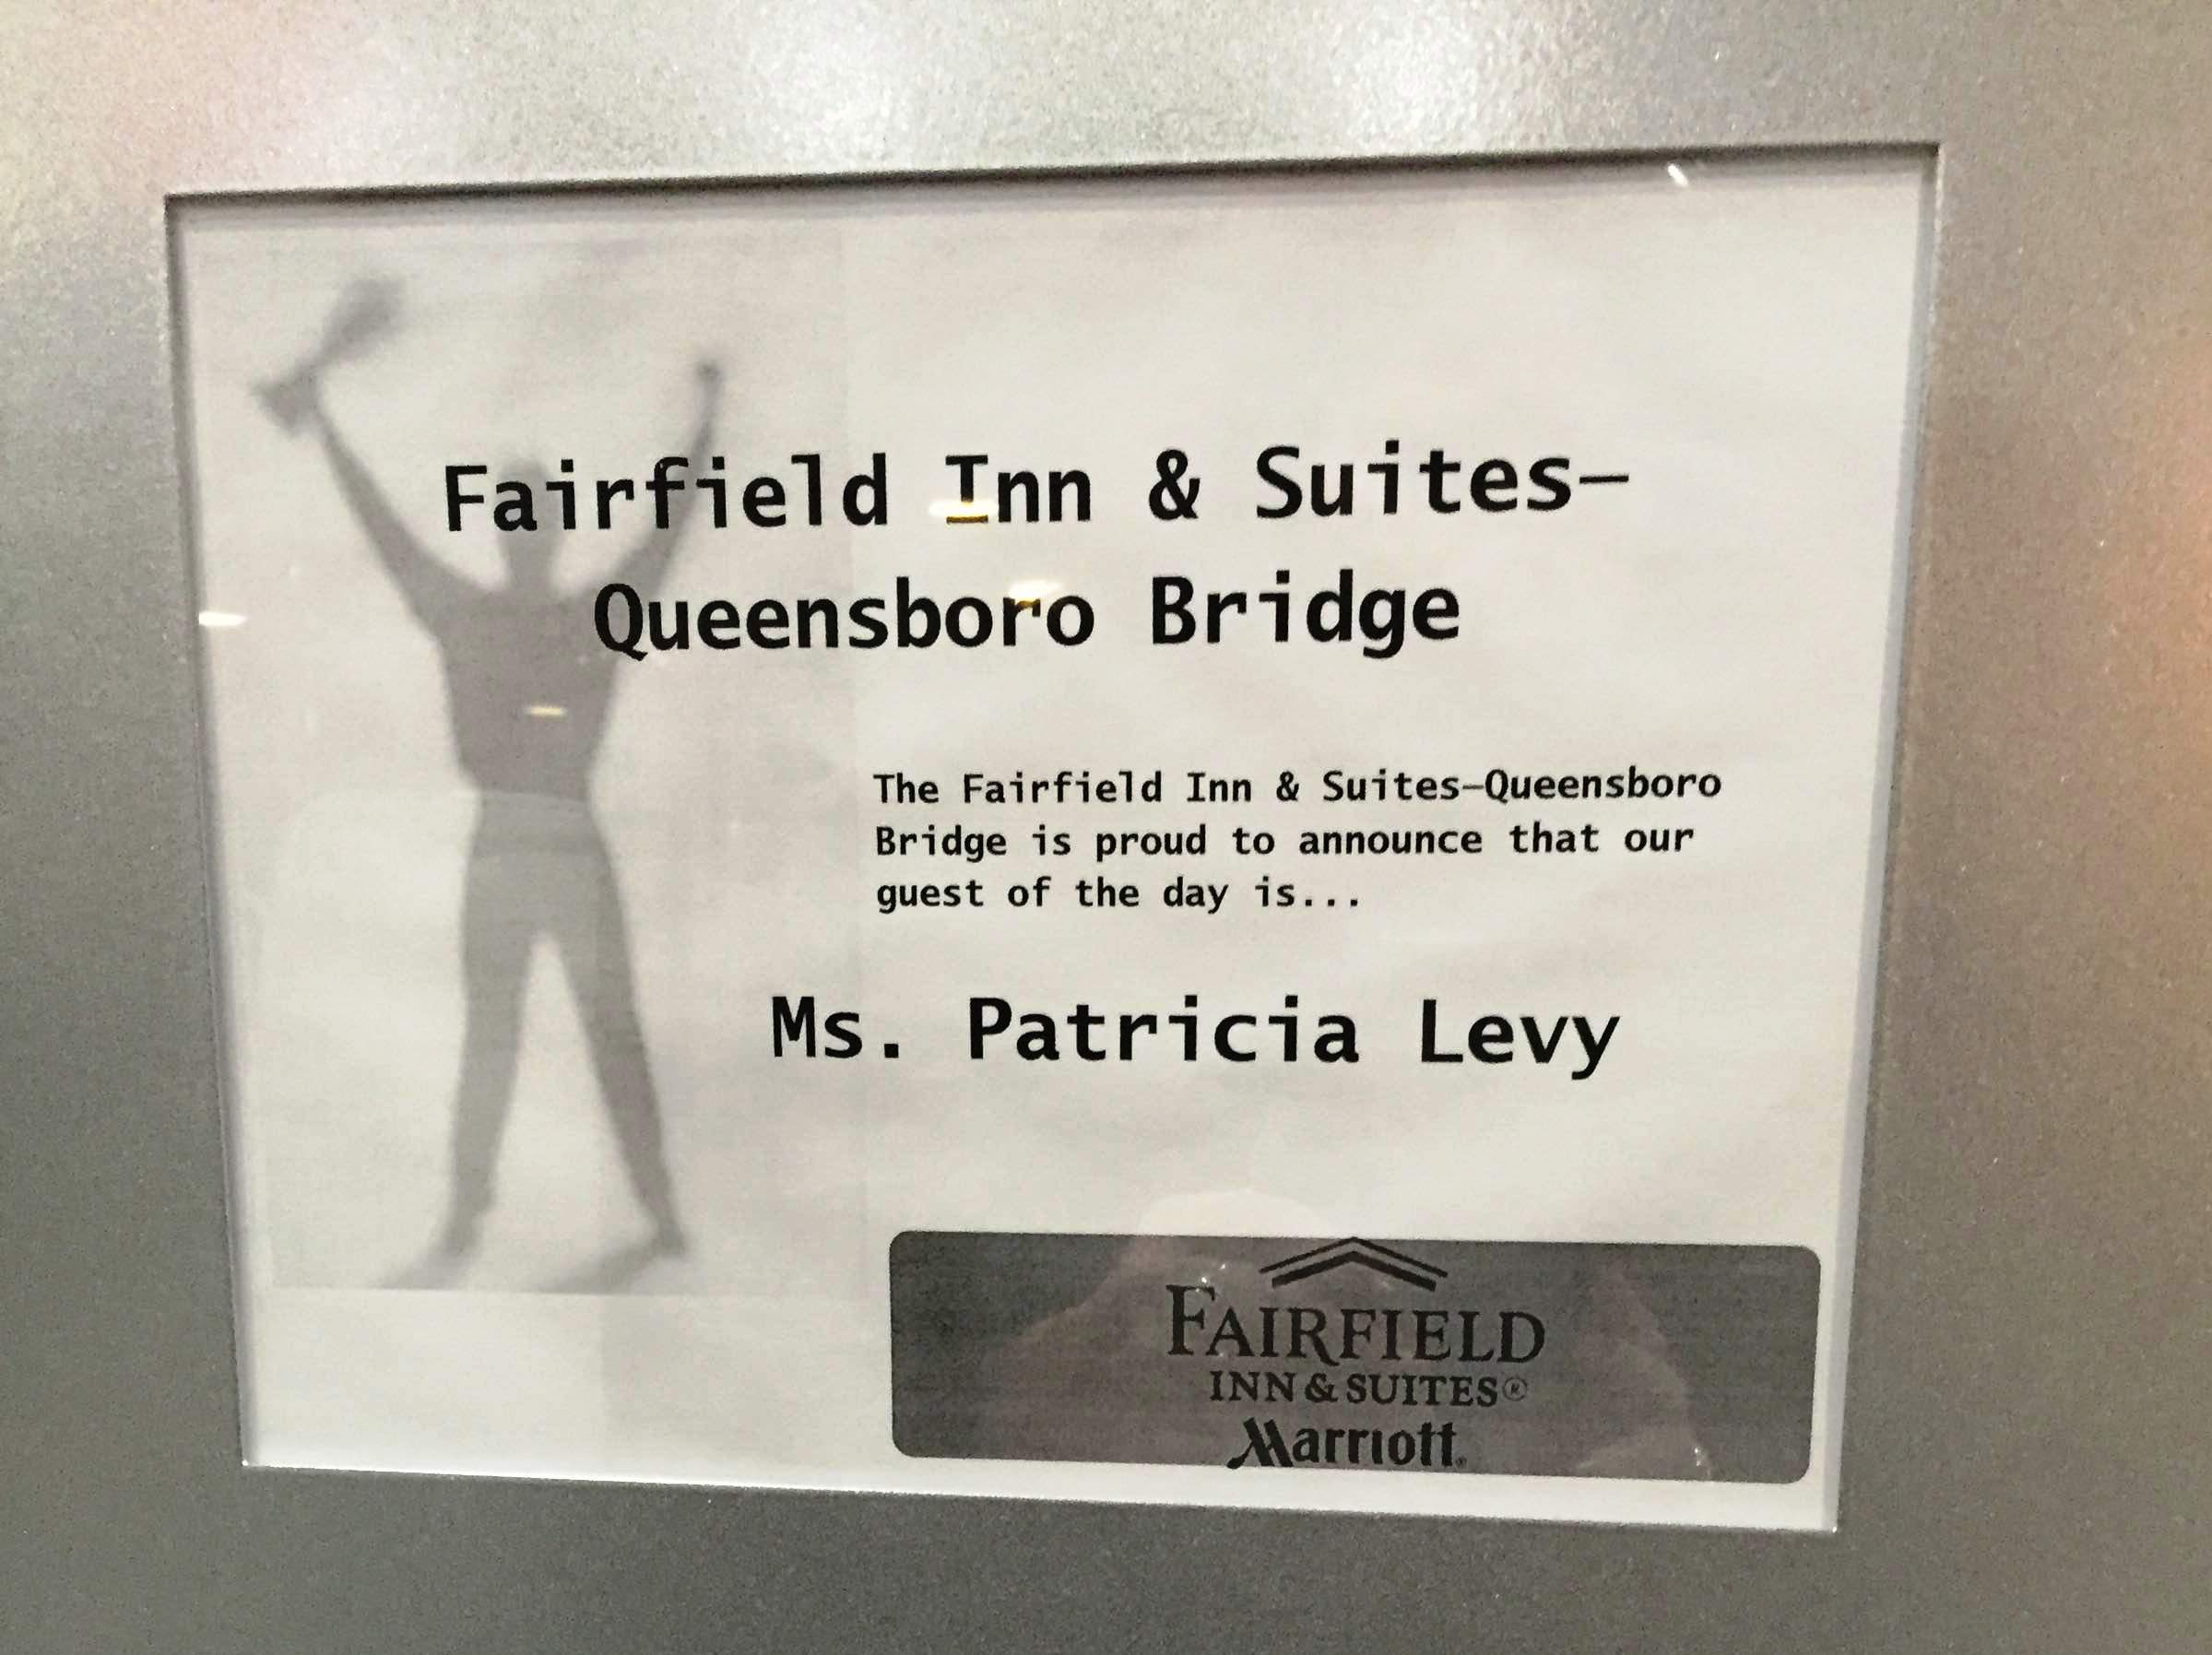 Fairfield Inn & Suites–
Queensboro Bridge
The Fairfield Inn & Suites–Queensboro
Bridge is proud to announce that our
guest of the day is...
Ms. Patricia Levy
FAIRFIELD
INN & SUITES®
Marriott.